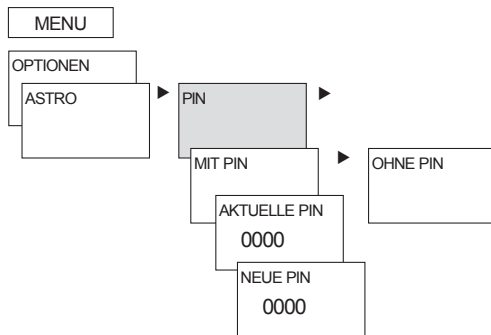 MENU
OPTIONEN
ASTRO
PIN
MIT PIN
OHNE PIN
AKTUELLE PIN
0000
NEUE PIN
0000